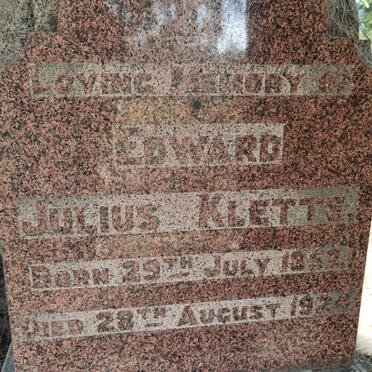 Loving Memory of
Edward
Julius Klette.
Born 29th July
Died 28th August